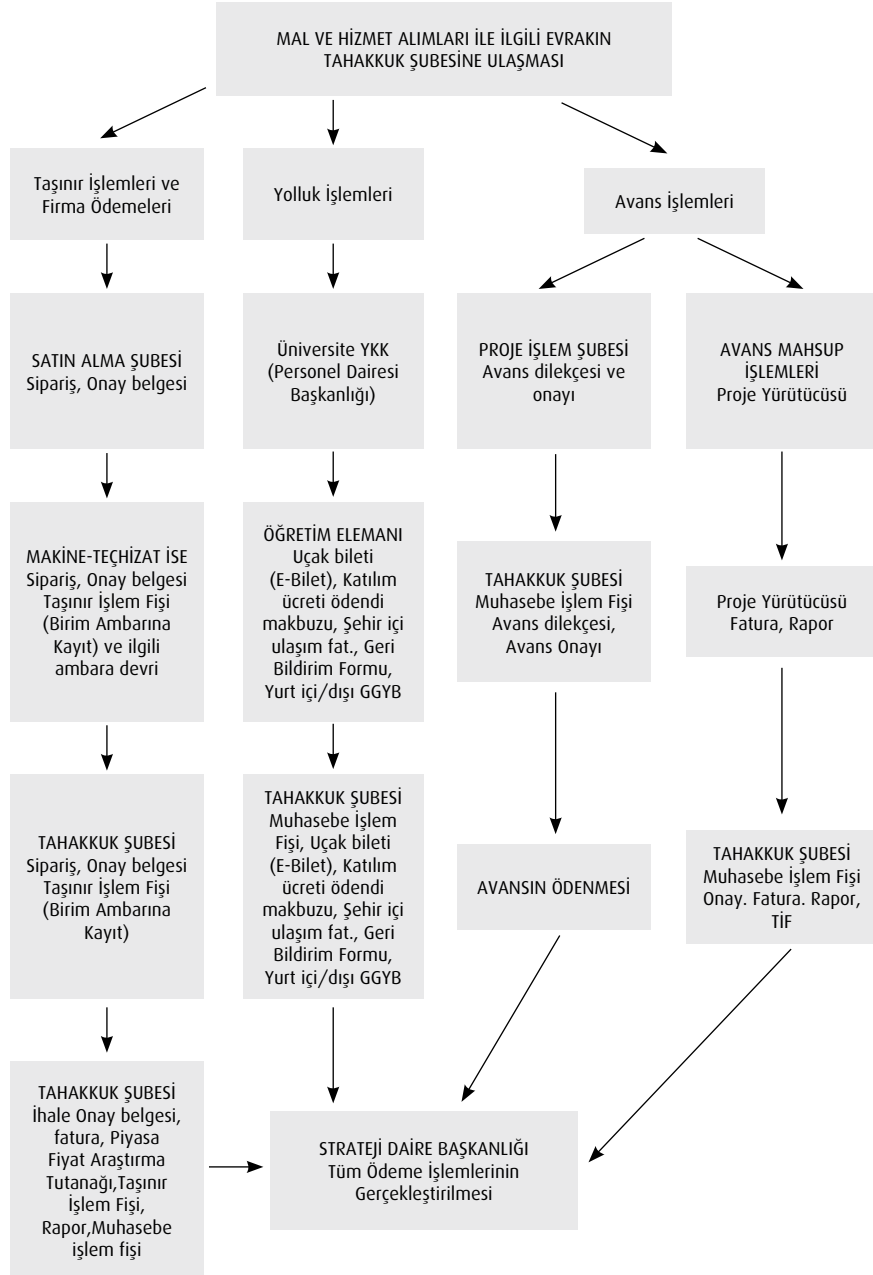 MAL VE HİZMET ALIMLARI İLE İLGİLİ EVRAKIN
TAHAKKUK ŞUBESİNE ULAŞMASI
Taşınır İşlemleri ve
Firma Ödemeleri
Yolluk İşlemleri
Avans İşlemleri
SATIN ALMA ŞUBESİ
Sipariş, Onay belgesi
Üniversite YKK
(Personel Dairesi
Başkanlığı)
PROJE İŞLEM ŞUBESİ
Avans dilekçesi ve
onayı
AVANS MAHSUP
İŞLEMLERİ
Proje Yürütücüsü
MAKİNE-TEÇHİZAT İSE
Sipariş, Onay belgesi
Taşınır İşlem Fişi
(Birim Ambarına
Kayıt) ve ilgili
ambara devri
ÖĞRETİM ELEMANI
Uçak bileti
(E-Bilet), Katılım
ücreti ödendi
makbuzu, Şehir içi
ulaşım fat., Geri
Bildirim Formu,
Yurt içi/dışı GGYB
TAHAKKUK ŞUBESİ
Muhasebe İşlem Fişi
Avans dilekçesi,
Avans Onayı
Proje Yürütücüsü
Fatura, Rapor
TAHAKKUK ŞUBESİ
Sipariş, Onay belgesi
Taşınır İşlem Fişi
(Birim Ambarına
Kayıt)
TAHAKKUK ŞUBESİ
Muhasebe İşlem
Fişi, Uçak bileti
(E-Bilet), Katılım
ücreti ödendi
makbuzu, Şehir içi
ulaşım fat., Geri
Bildirim Formu,
Yurt içi/dışı GGYB
AVANSIN ÖDENMESİ
TAHAKKUK ŞUBESİ
Muhasebe İşlem Fişi
Onay. Fatura. Rapor,
TİF
TAHAKKUK ŞUBESİ
İhale Onay belgesi,
fatura, Piyasa
Fiyat Araştırma
Tutanağı,Taşınır
İşlem Fişi,
Rapor,Muhasebe
işlem fişi
STRATEJİ DAİRE BAŞKANLIĞI
Tüm Ödeme İşlemlerinin
Gerçekleştirilmesi